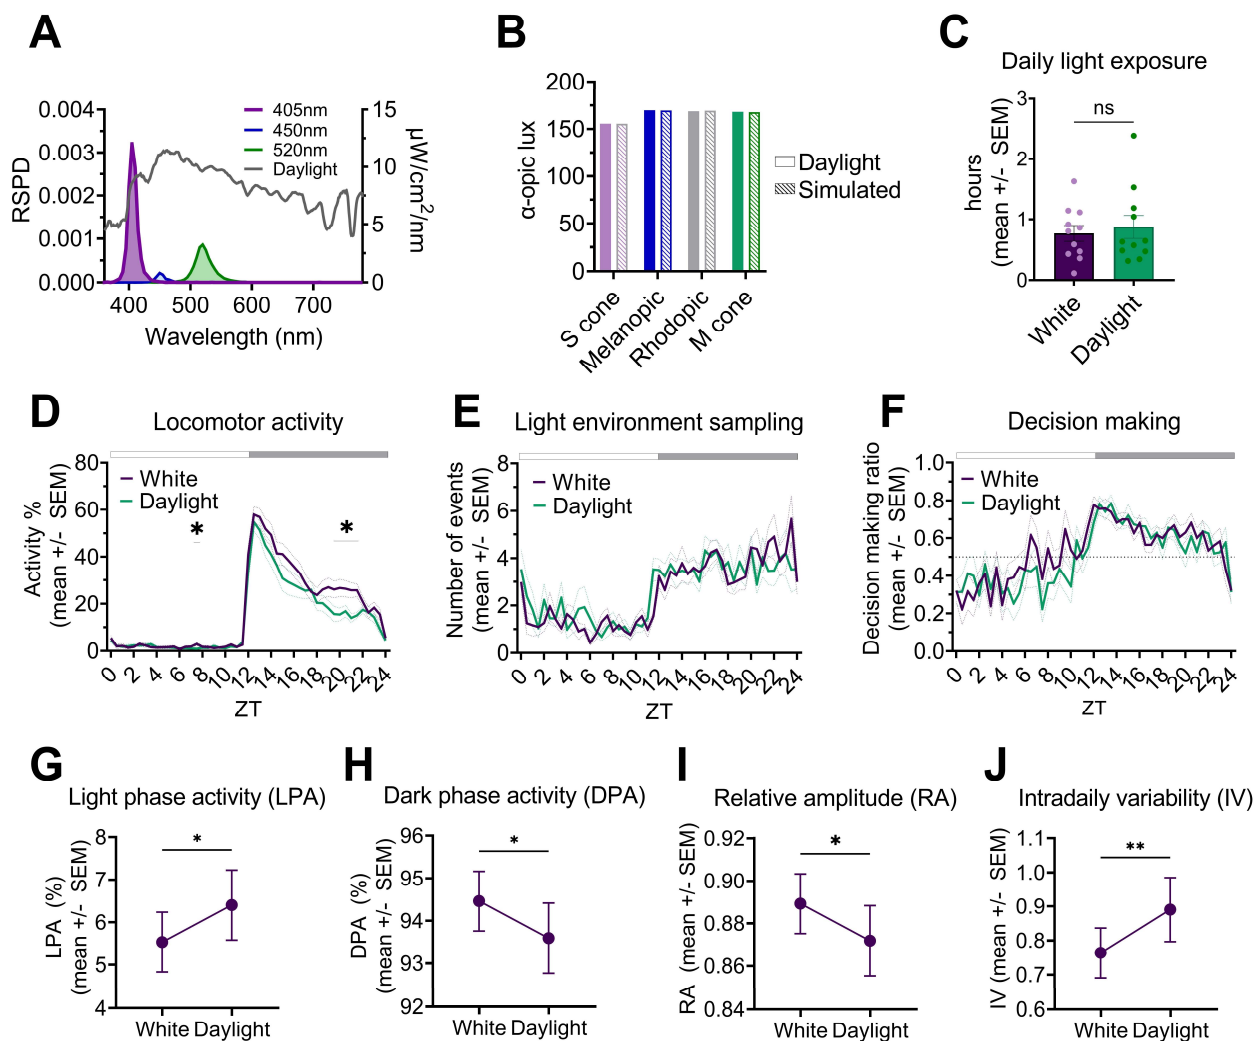 A
RSPD
0.004
0.003
0.002
0.001
0.000
405nm
450nm
520nm
Daylight
15
10
5
0
µW/cm²/nm
400 500 600 700
Wavelength (nm)
B
α-opic lux
200
150
100
50
0
Daylight
Simulated
S cone
Melanopic
Rhodopic
M cone
C
Daily light exposure
hours
(mean +/- SEM)
3
2
1
0
ns
White
Daylight
D
Locomotor activity
Activity %
(mean +/- SEM)
80
60
40
20
0
White
Daylight
*
*
0 2 4 6 8 10 12 14 16 18 20 22 24
ZT
E
Light environment sampling
Number of events
(mean +/- SEM)
8
6
4
2
0
White
Daylight
0 2 4 6 8 10 12 14 16 18 20 22 24
ZT
F
Decision making
Decision making ratio
(mean +/- SEM)
1.0
0.8
0.6
0.4
0.2
0.0
White
Daylight
0 2 4 6 8 10 12 14 16 18 20 22 24
ZT
G
Light phase activity (LPA)
LPA (%)
(mean +/- SEM)
8
7
6
5
4
*
White Daylight
H
Dark phase activity (DPA)
DPA (%)
(mean +/- SEM)
96
95
94
93
92
*
White Daylight
I
Relative amplitude (RA)
RA (mean +/- SEM)
0.92
0.90
0.88
0.86
0.84
*
White Daylight
J
Intradaily variability (IV)
IV (mean +/- SEM)
1.1
1.0
0.9
0.8
0.7
0.6
**
White Daylight